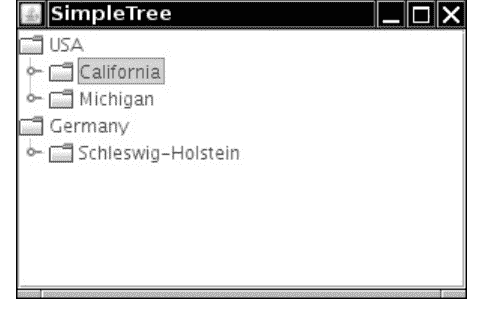 SimpleTree
USA
California
Michigan
Germany
Schleswig-Holstein